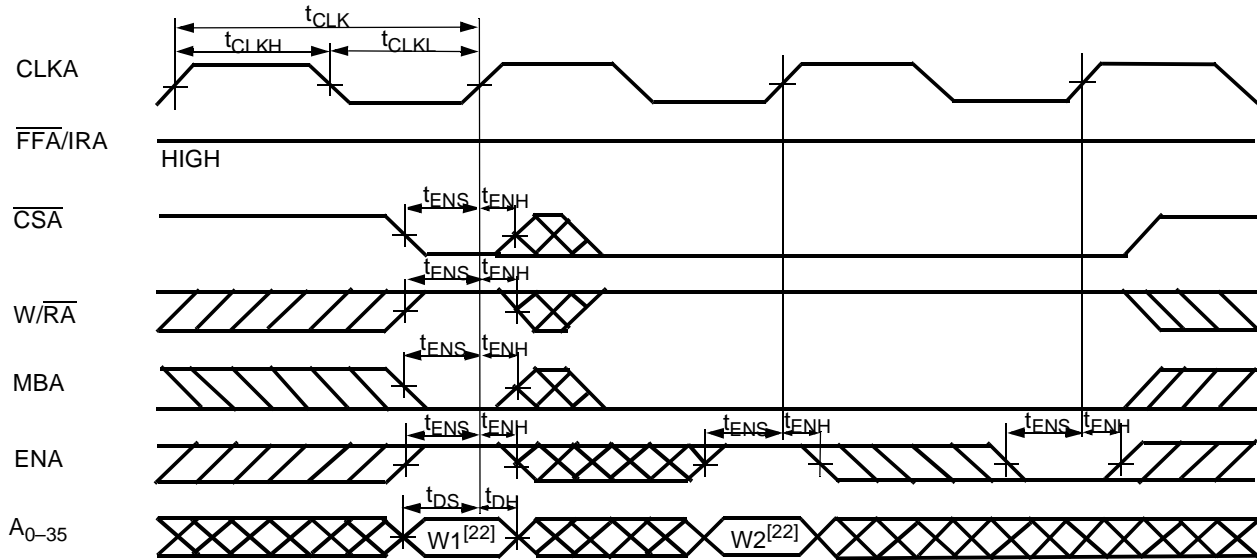 tCLK
tCLKH tCLKL
CLKA
FFA/IRA
HIGH
tENS tENH
CSA
tENS tENH
W/RA
tENS tENH
MBA
tENS tENH tENS tENH tENS tENH
ENA
tDS tDH
A0–35 W1[22] W2[22]